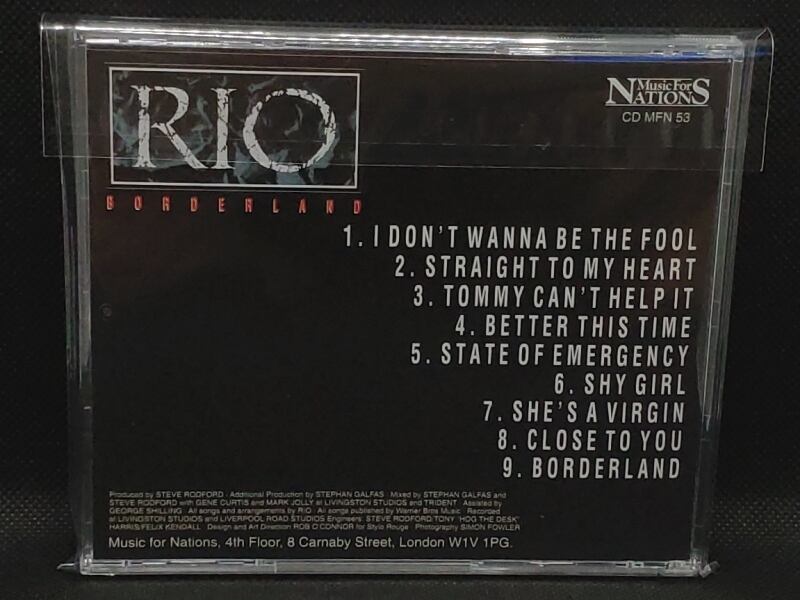 RIO
BORDERLAND
Music For
NATIONS
CD MFN 53
1. I DON'T WANNA BE THE FOOL
2. STRAIGHT TO MY HEART
3. TOMMY CAN'T HELP IT
4. BETTER THIS TIME
5. STATE OF EMERGENCY
6. SHY GIRL
7. SHE'S A VIRGIN
8. CLOSE TO YOU
9. BORDERLAND
Produced by STEVE RODFORD · Additional Production by STEPHAN GALFAS · Mixed by STEPHAN GALFAS and
STEVE RODFORD with GENE CURTIS and MARK JOLLY at LIVINGSTON STUDIOS and TRIDENT · Assisted by
GEORGE SHILLING · All songs and arrangements by RIO · All songs published by Warner Bros Music · Recorded
at LIVINGSTON STUDIOS and LIVERPOOL ROAD STUDIOS Engineers: STEVE RODFORD/TONY 'HDG THE DESK'
HARRIS/FELIX KENDALL · Design and Art Direction ROB O'CONNOR for Style Rouge · Photography SIMON FOWLER
Music for Nations, 4th Floor, 8 Carnaby Street, London W1V 1PG.